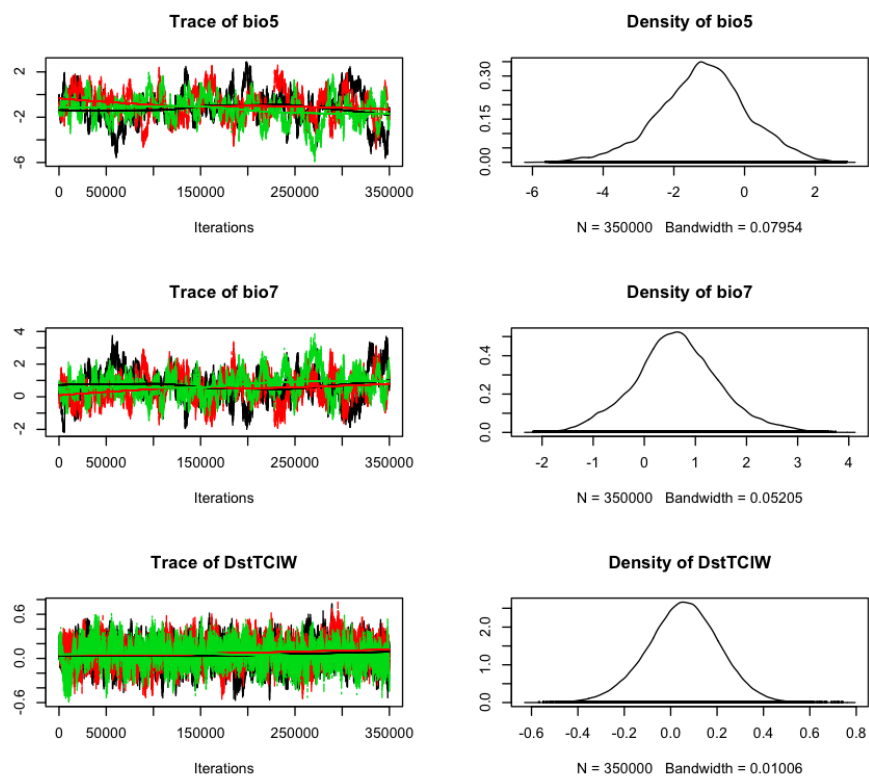 Trace of bio5
2
-2
-6
0 50000 150000 250000 350000
Iterations
Density of bio5
0.30
0.15
0.00
-6 -4 -2 0 2
N = 350000 Bandwidth = 0.07954
Trace of bio7
4
2
0
-2
0 50000 150000 250000 350000
Iterations
Density of bio7
0.4
0.2
0.0
-2 -1 0 1 2 3 4
N = 350000 Bandwidth = 0.05205
Trace of DstTClW
0.6
0.0
-0.6
0 50000 150000 250000 350000
Iterations
Density of DstTClW
2.0
1.0
0.0
-0.6 -0.4 -0.2 0.0 0.2 0.4 0.6 0.8
N = 350000 Bandwidth = 0.01006